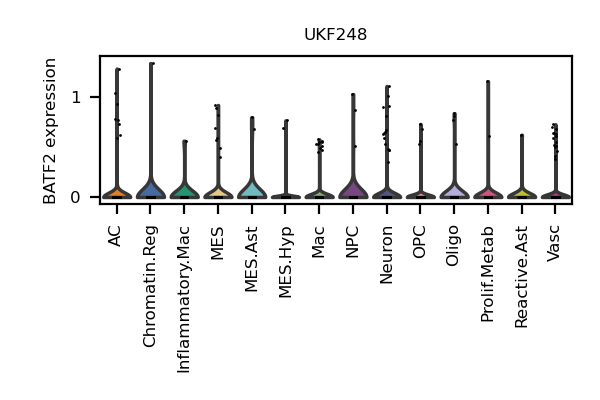 UKF248
BATF2 expression
1
0
AC
Chromatin.Reg
Inflammatory.Mac
MES
MES.Ast
MES.Hyp
Mac
NPC
Neuron
OPC
Oligo
Prolif.Metab
Reactive.Ast
Vasc